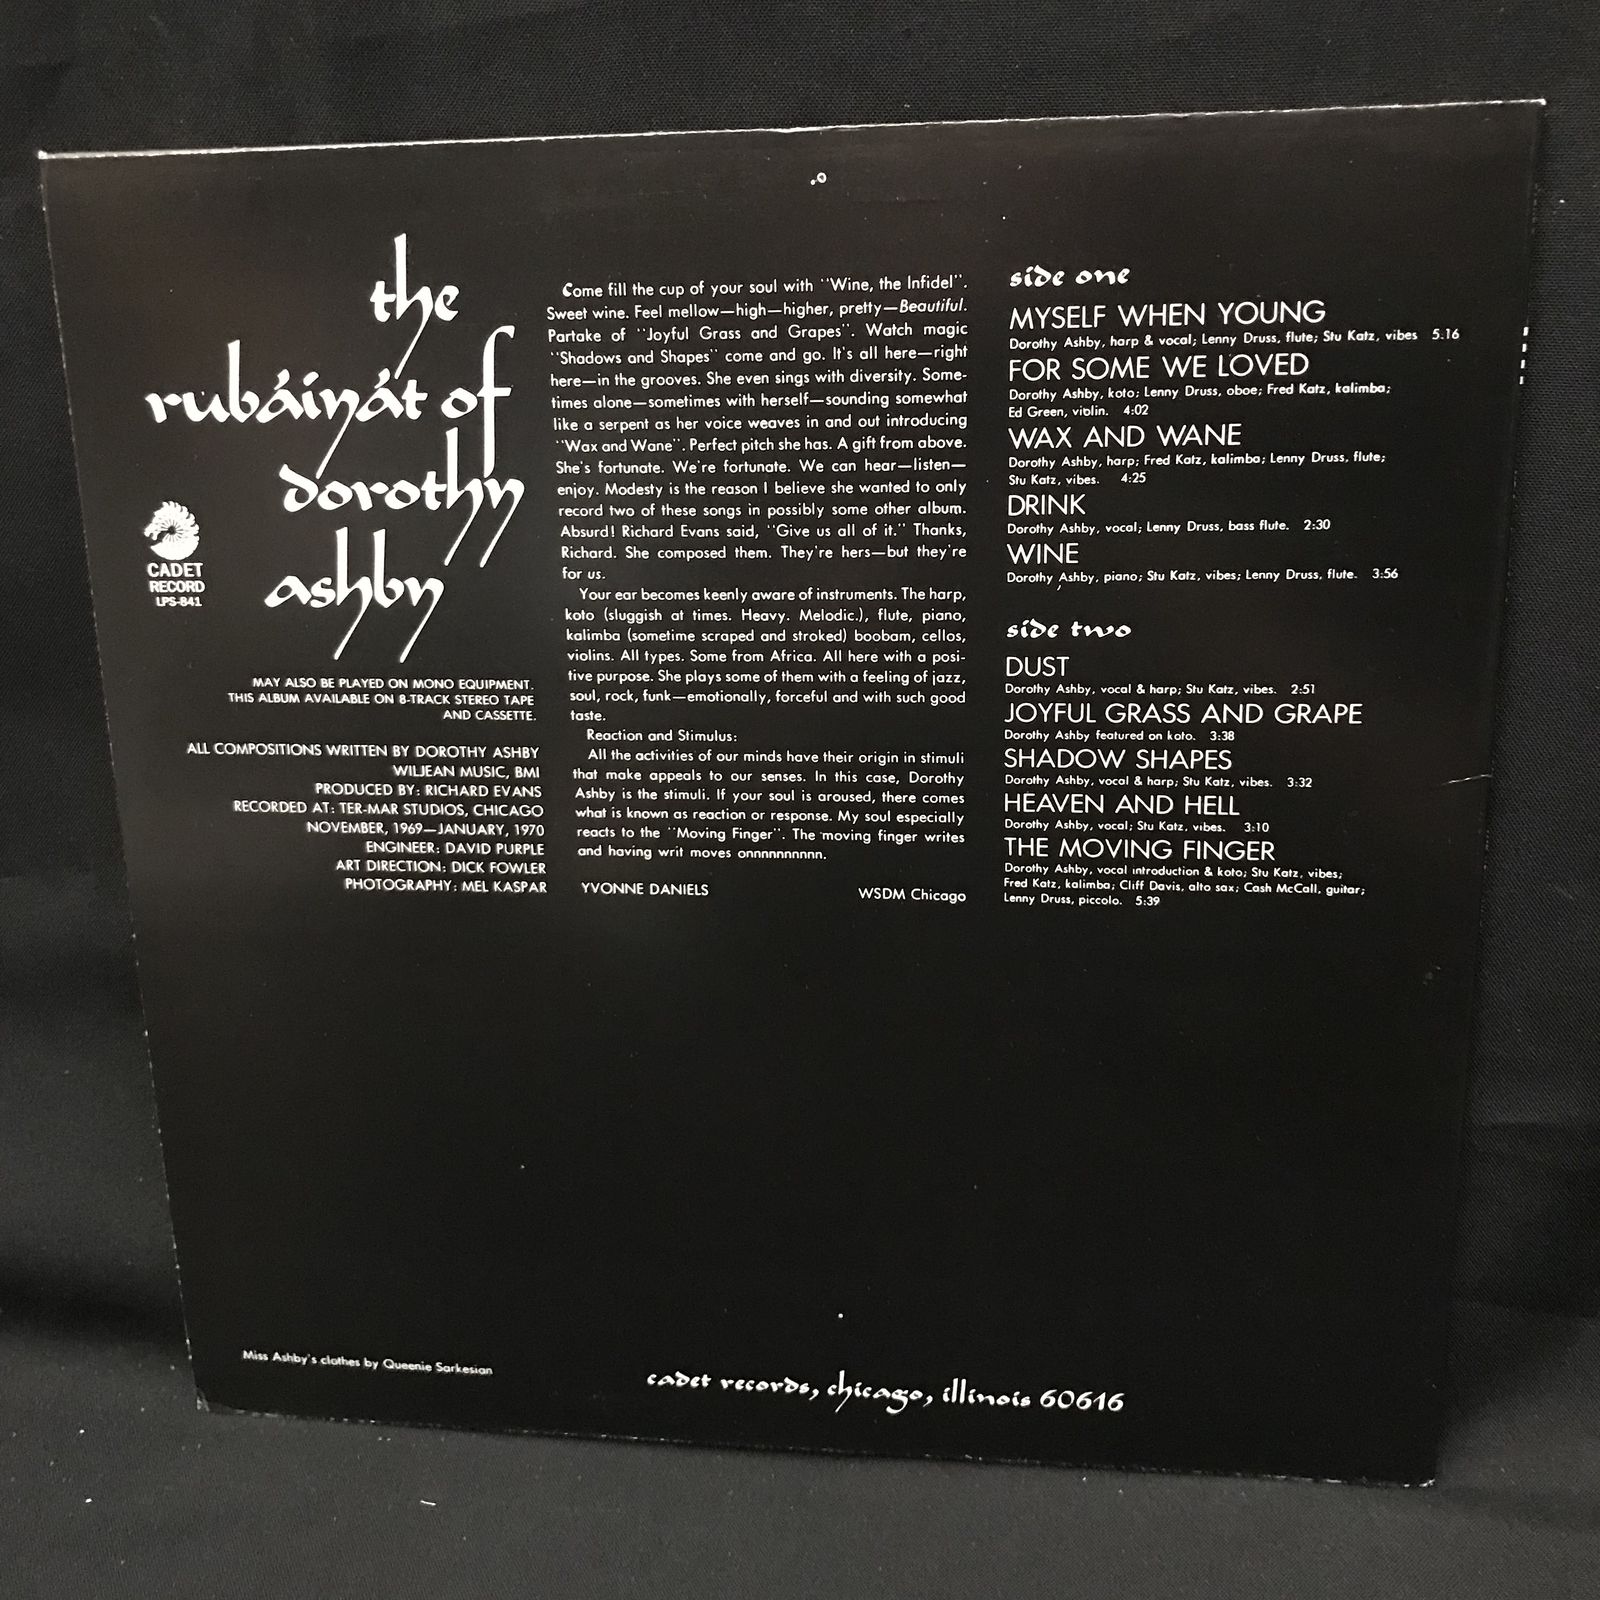 the
rubáiyát of
dorothy
ashby
CADET
RECORD
LPS-841
MAY ALSO BE PLAYED ON MONO EQUIPMENT.
THIS ALBUM AVAILABLE ON 8-TRACK STEREO TAPE
AND CASSETTE.
ALL COMPOSITIONS WRITTEN BY DOROTHY ASHBY
WILJEAN MUSIC, BMI
PRODUCED BY: RICHARD EVANS
RECORDED AT: TER-MAR STUDIOS, CHICAGO
NOVEMBER, 1969—JANUARY, 1970
ENGINEER: DAVID PURPLE
ART DIRECTION: DICK FOWLER
PHOTOGRAPHY: MEL KASPAR
Come fill the cup of your soul with "Wine, the Infidel".
Sweet wine. Feel mellow—high—higher, pretty—Beautiful.
Partake of "Joyful Grass and Grapes". Watch magic
"Shadows and Shapes" come and go. It's all here—right
here—in the grooves. She even sings with diversity. Some-
times alone—sometimes with herself—sounding somewhat
like a serpent as her voice weaves in and out introducing
"Wax and Wane". Perfect pitch she has. A gift from above.
She's fortunate. We're fortunate. We can hear—listen—
enjoy. Modesty is the reason I believe she wanted to only
record two of these songs in possibly some other album.
Absurd! Richard Evans said, "Give us all of it." Thanks,
Richard. She composed them. They're hers—but they're
for us.
Your ear becomes keenly aware of instruments. The harp,
koto (sluggish at times. Heavy. Melodic.), flute, piano,
kalimba (sometime scraped and stroked) boobam, cellos,
violins. All types. Some from Africa. All here with a posi-
tive purpose. She plays some of them with a feeling of jazz,
soul, rock, funk—emotionally, forceful and with such good
taste.
Reaction and Stimulus:
All the activities of our minds have their origin in stimuli
that make appeals to our senses. In this case, Dorothy
Ashby is the stimuli. If your soul is aroused, there comes
what is known as reaction or response. My soul especially
reacts to the "Moving Finger". The moving finger writes
and having writ moves onnnnnnnnn.
YVONNE DANIELS WSDM Chicago
side one
MYSELF WHEN YOUNG
Dorothy Ashby, harp & vocal; Lenny Druss, flute; Stu Katz, vibes 5:16
FOR SOME WE LOVED
Dorothy Ashby, koto; Lenny Druss, oboe; Fred Katz, kalimba;
Ed Green, violin. 4:02
WAX AND WANE
Dorothy Ashby, harp; Fred Katz, kalimba; Lenny Druss, flute;
Stu Katz, vibes. 4:25
DRINK
Dorothy Ashby, vocal; Lenny Druss, bass flute. 2:30
WINE
Dorothy Ashby, piano; Stu Katz, vibes; Lenny Druss, flute. 3:56
side two
DUST
Dorothy Ashby, vocal & harp; Stu Katz, vibes. 2:51
JOYFUL GRASS AND GRAPE
Dorothy Ashby featured on koto. 3:38
SHADOW SHAPES
Dorothy Ashby, vocal & harp; Stu Katz, vibes. 3:32
HEAVEN AND HELL
Dorothy Ashby, vocal; Stu Katz, vibes. 3:10
THE MOVING FINGER
Dorothy Ashby, vocal introduction & koto; Stu Katz, vibes;
Fred Katz, kalimba; Cliff Davis, alto sax; Cash McCall, guitar;
Lenny Druss, piccolo. 5:39
Miss Ashby's clothes by Queenie Sarkesian
cadet records, chicago, illinois 60616